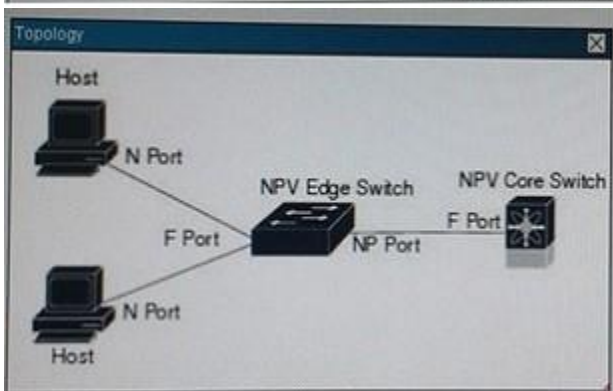 Topology
Host
N Port
NPV Edge Switch
NPV Core Switch
F Port
F Port
NP Port
N Port
Host